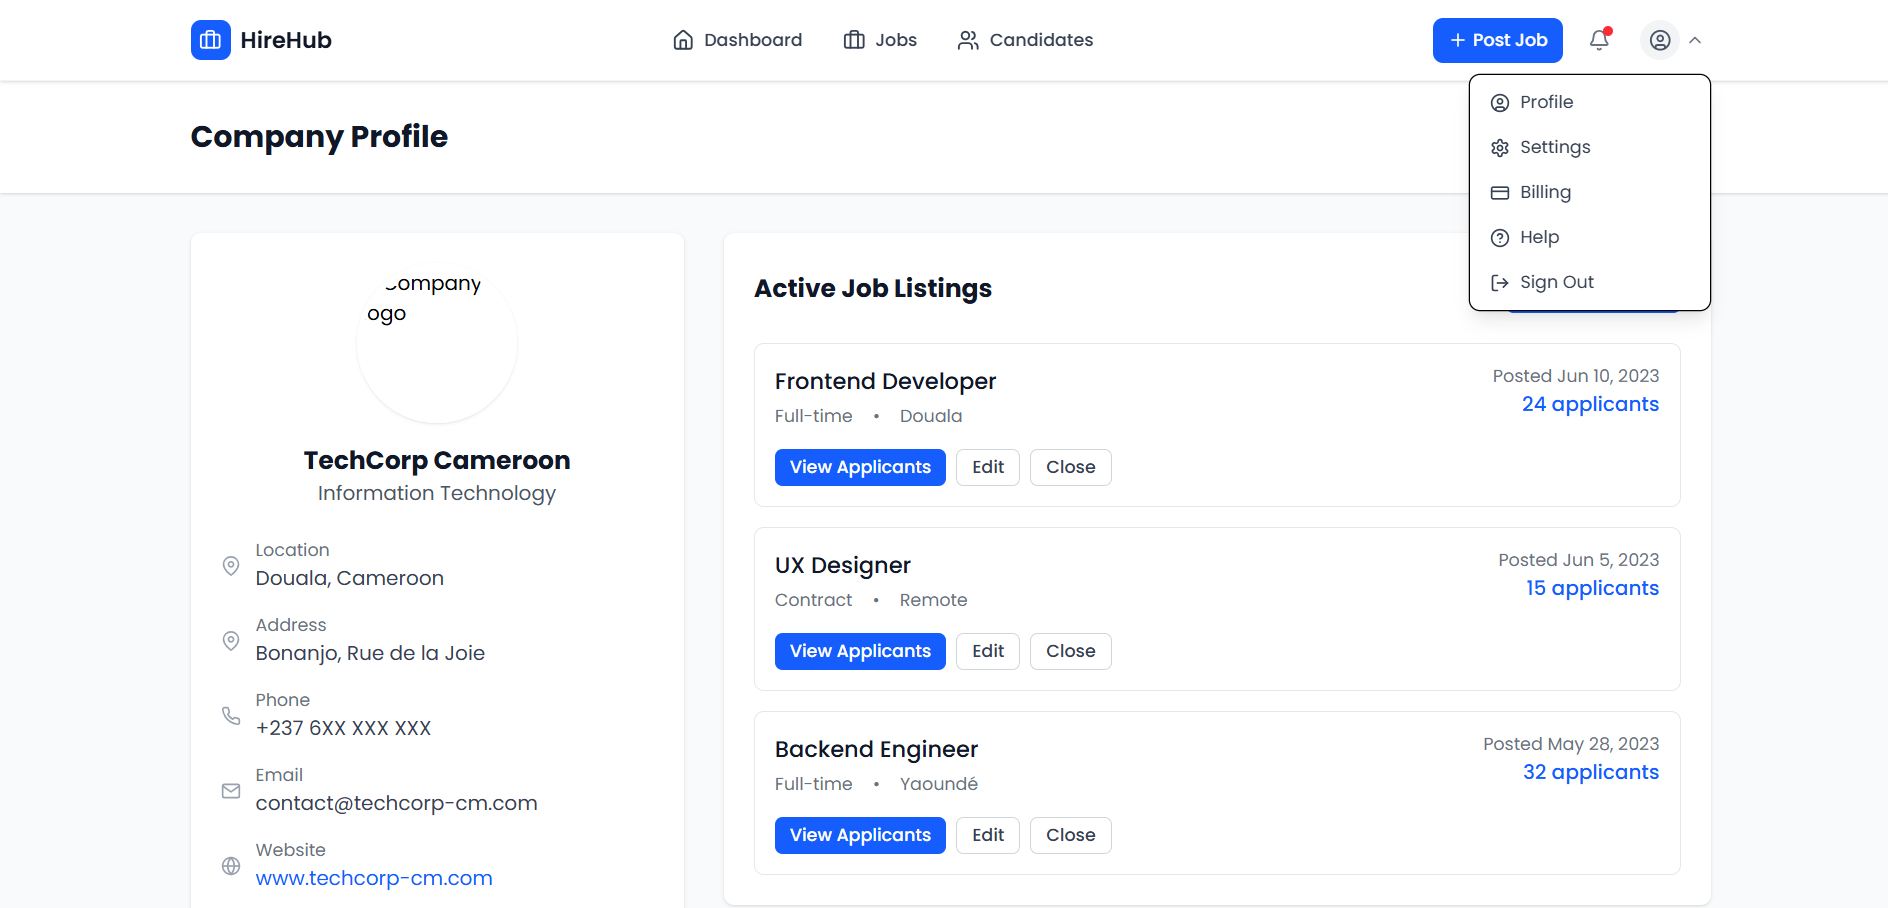 HireHub
Dashboard
Jobs
Candidates
+ Post Job
Profile
Settings
Billing
Help
Sign Out
Company Profile
Company
ogo
TechCorp Cameroon
Information Technology
Location
Douala, Cameroon
Address
Bonanjo, Rue de la Joie
Phone
+237 6XX XXX XXX
Email
contact@techcorp-cm.com
Website
www.techcorp-cm.com
Active Job Listings
Frontend Developer
Posted Jun 10, 2023
Full-time • Douala
24 applicants
View Applicants
Edit
Close
UX Designer
Posted Jun 5, 2023
Contract • Remote
15 applicants
View Applicants
Edit
Close
Backend Engineer
Posted May 28, 2023
Full-time • Yaoundé
32 applicants
View Applicants
Edit
Close